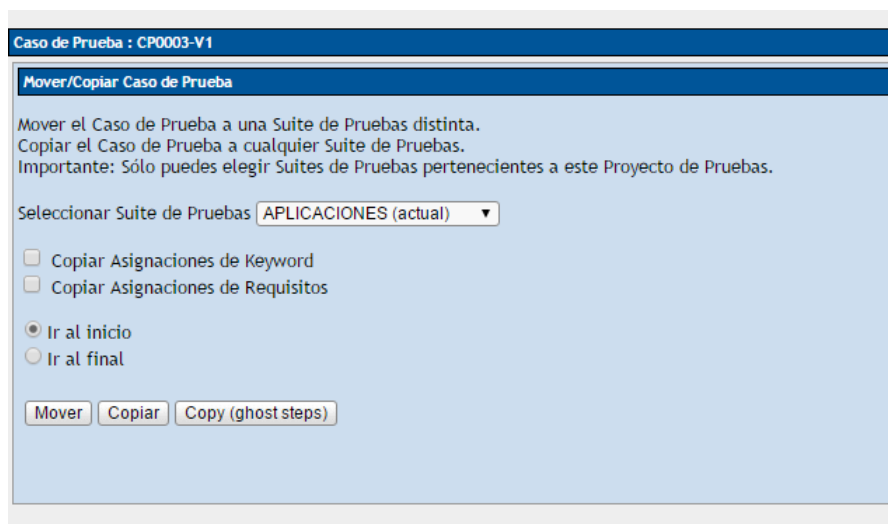 Caso de Prueba : CP0003-V1
Mover/Copiar Caso de Prueba
Mover el Caso de Prueba a una Suite de Pruebas distinta.
Copiar el Caso de Prueba a cualquier Suite de Pruebas.
Importante: Sólo puedes elegir Suites de Pruebas pertenecientes a este Proyecto de Pruebas.
Seleccionar Suite de Pruebas APLICACIONES (actual)
Copiar Asignaciones de Keyword
Copiar Asignaciones de Requisitos
Ir al inicio
Ir al final
Mover Copiar Copy (ghost steps)